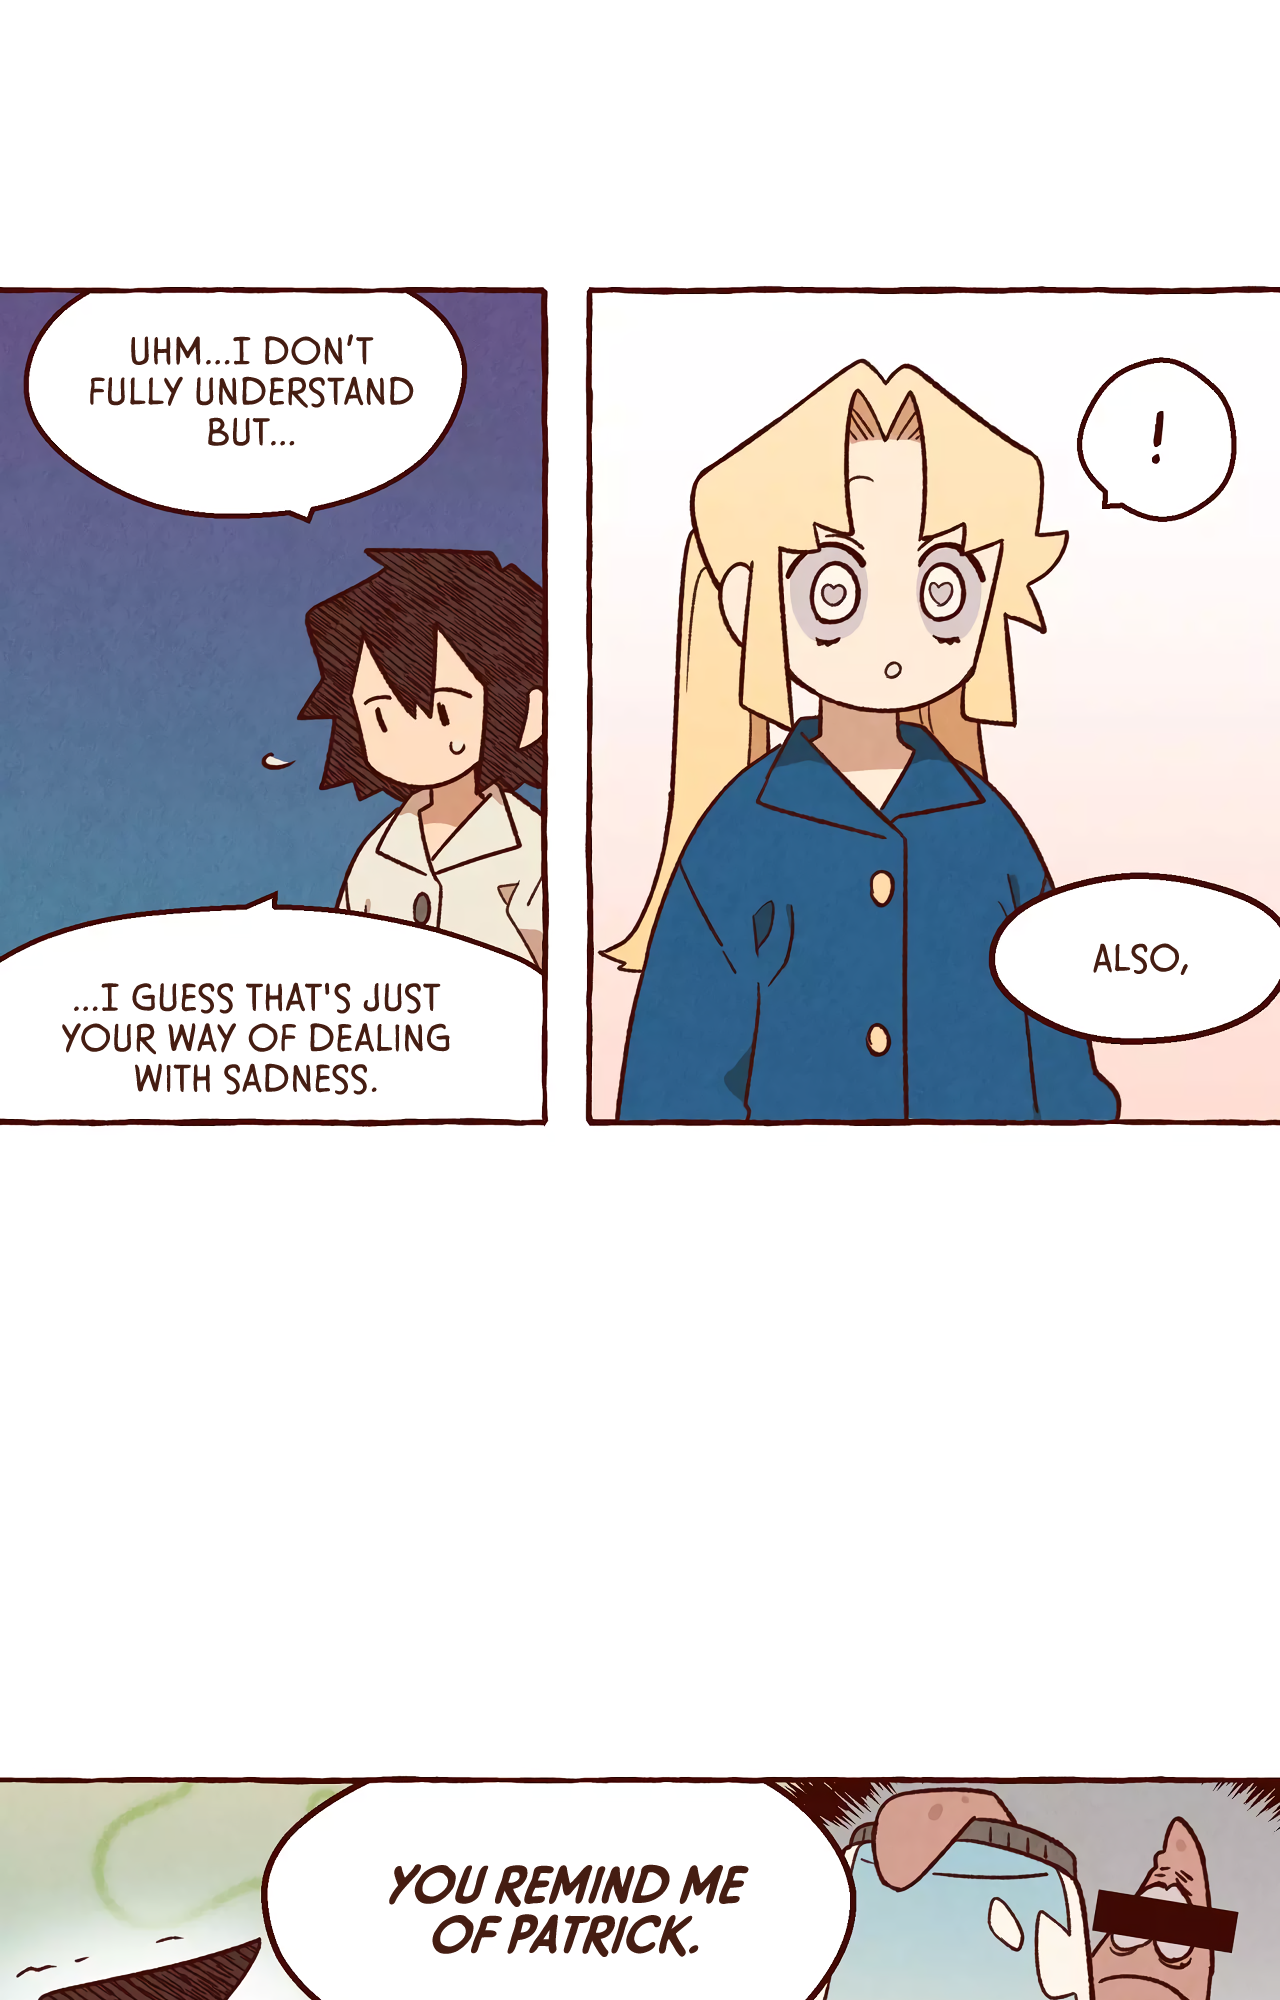 UHM...I DON'T
FULLY UNDERSTAND
BUT...
...I GUESS THAT'S JUST
YOUR WAY OF DEALING
WITH SADNESS.
!
ALSO,
YOU REMIND ME
OF PATRICK.